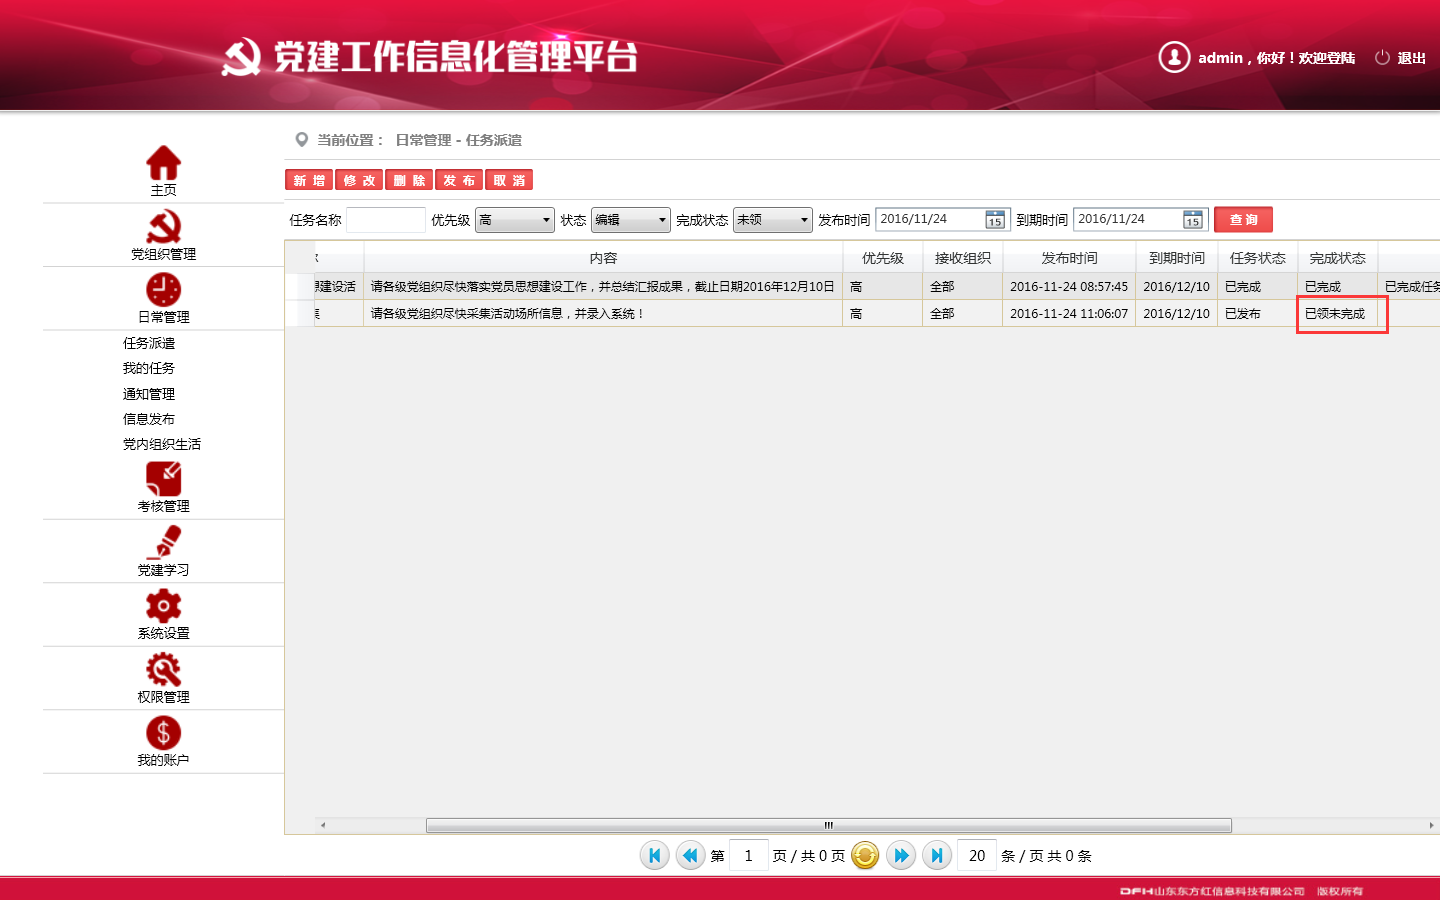 党建工作信息化管理平台
admin，你好！欢迎登陆 退出
当前位置： 日常管理 - 任务派遣
新 增 修 改 删 除 发 布 取 消
任务名称 优先级 高 状态 编辑 完成状态 未领 发布时间 2016/11/24 15 到期时间 2016/11/24 15 查 询
内容 优先级 接收组织 发布时间 到期时间 任务状态 完成状态
想建设活 请各级党组织尽快落实党员思想建设工作，并总结汇报成果，截止日期2016年12月10日 高 全部 2016-11-24 08:57:45 2016/12/10 已完成 已完成 已完成任务
请各级党组织尽快采集活动场所信息，并录入系统！ 高 全部 2016-11-24 11:06:07 2016/12/10 已发布 已领未完成
主页
党组织管理
日常管理
任务派遣
我的任务
通知管理
信息发布
党内组织生活
考核管理
党建学习
系统设置
权限管理
我的账户
第 1 页 / 共 0 页 20 条 / 页 共 0 条
DFH山东东方红信息科技有限公司 版权所有